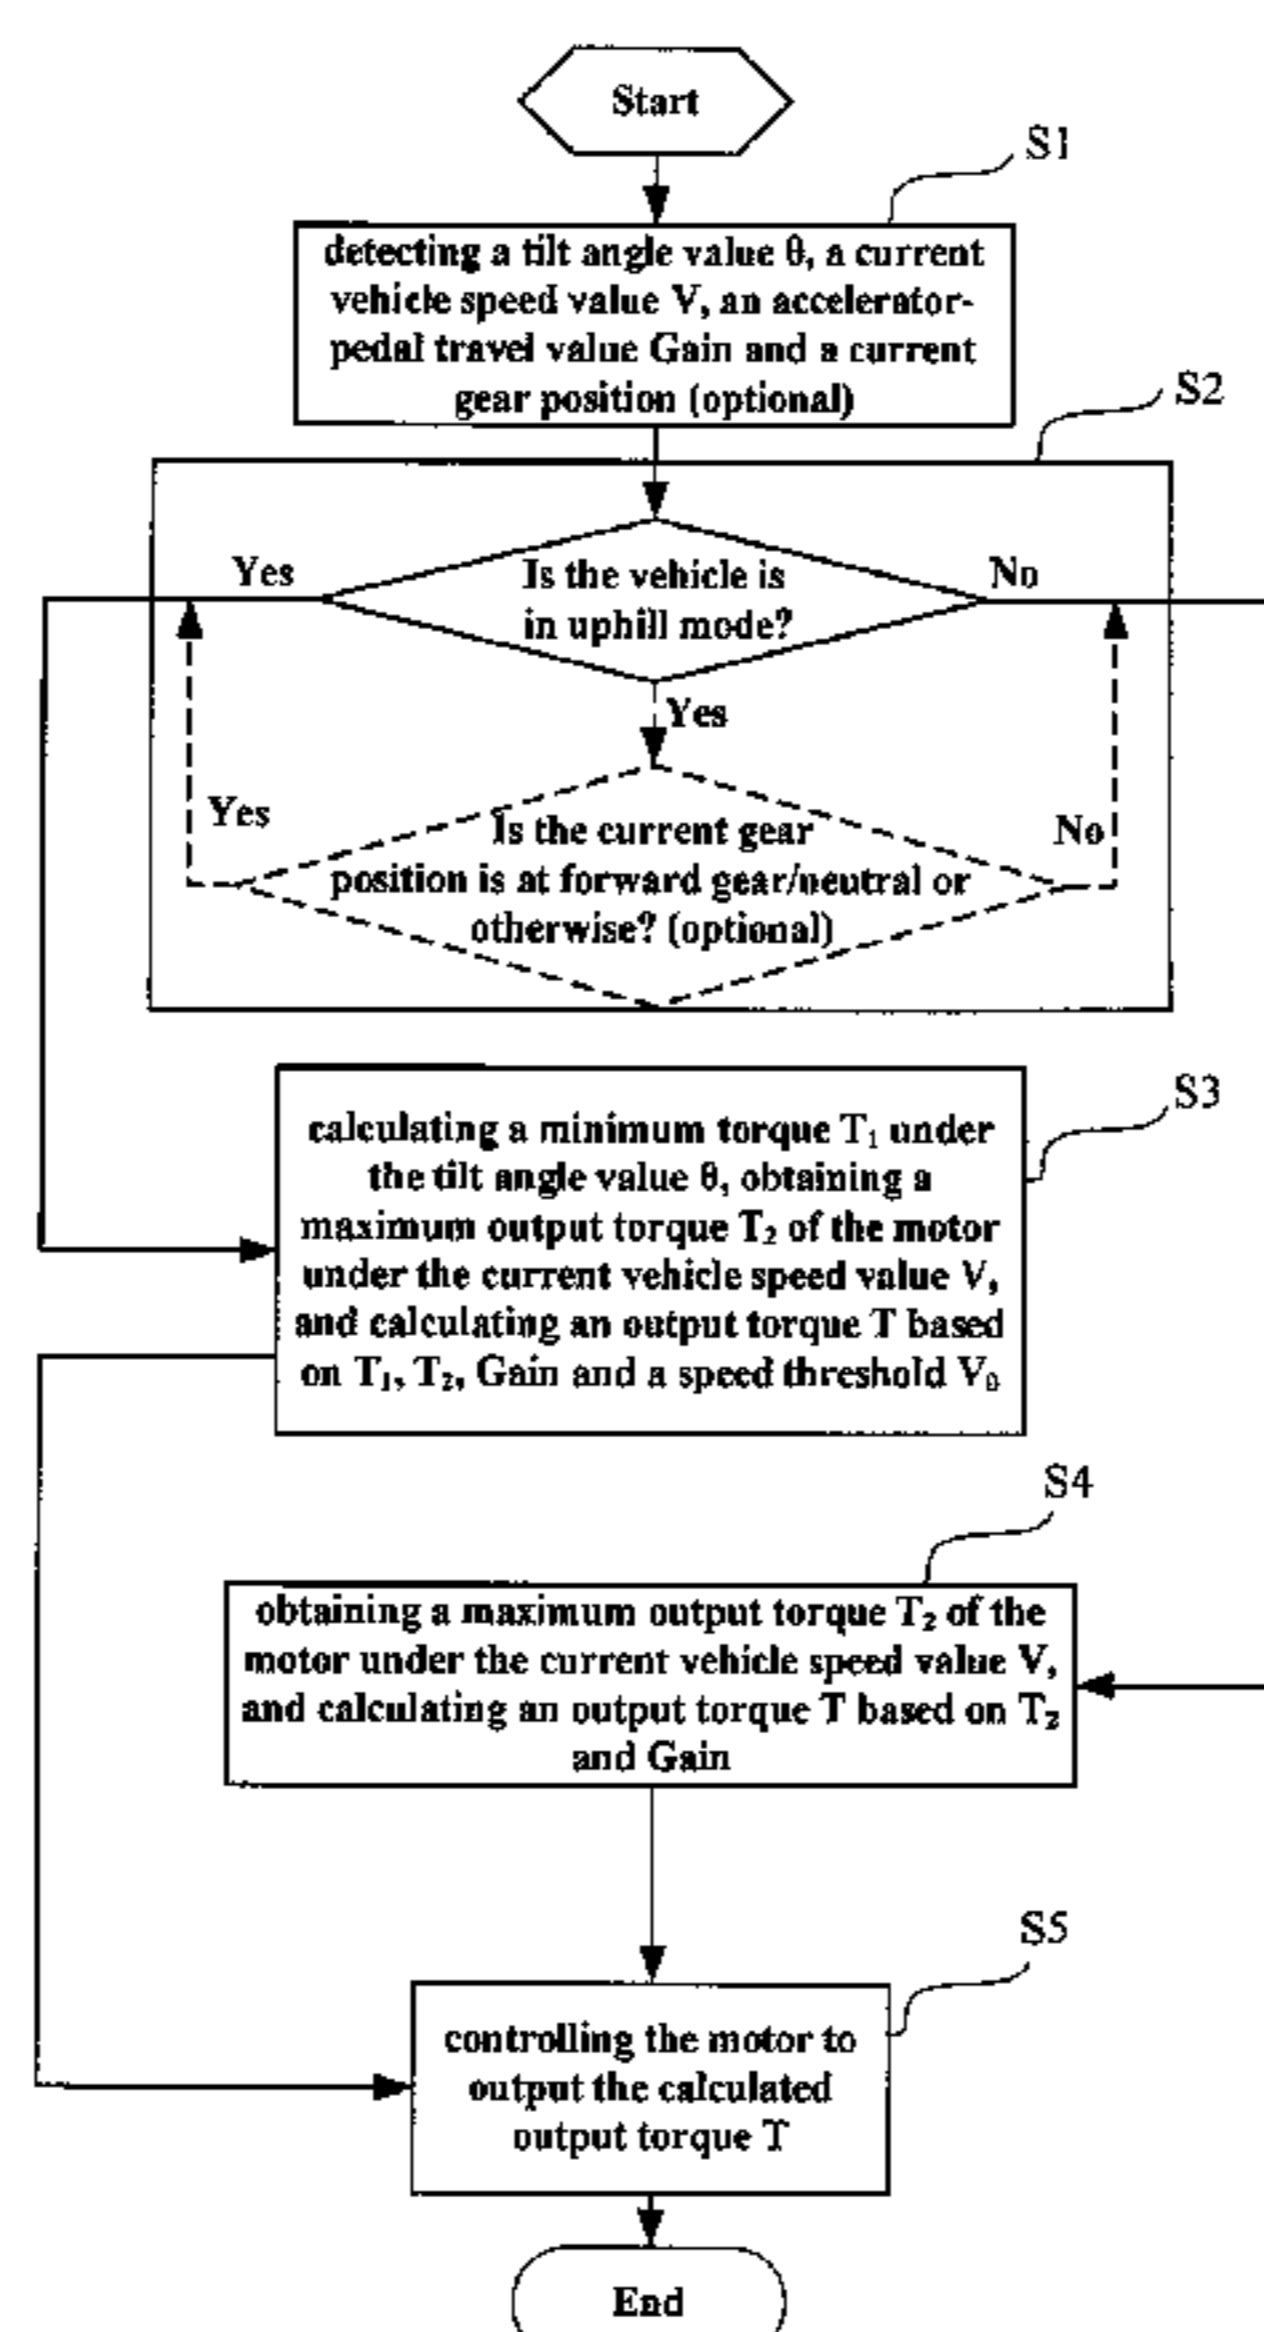 Start
S1
detecting a tilt angle value θ, a current
vehicle speed value V, an accelerator-
pedal travel value Gain and a current
gear position (optional)
S2
Yes
Is the vehicle is
in uphill mode?
No
Yes
Yes
Is the current gear
position is at forward gear/neutral or
otherwise? (optional)
No
S3
calculating a minimum torque T₁ under
the tilt angle value θ, obtaining a
maximum output torque T₂ of the motor
under the current vehicle speed value V,
and calculating an output torque T based
on T₁, T₂, Gain and a speed threshold V₀
S4
obtaining a maximum output torque T₂ of the
motor under the current vehicle speed value V,
and calculating an output torque T based on T₂
and Gain
S5
controlling the motor to
output the calculated
output torque T
End